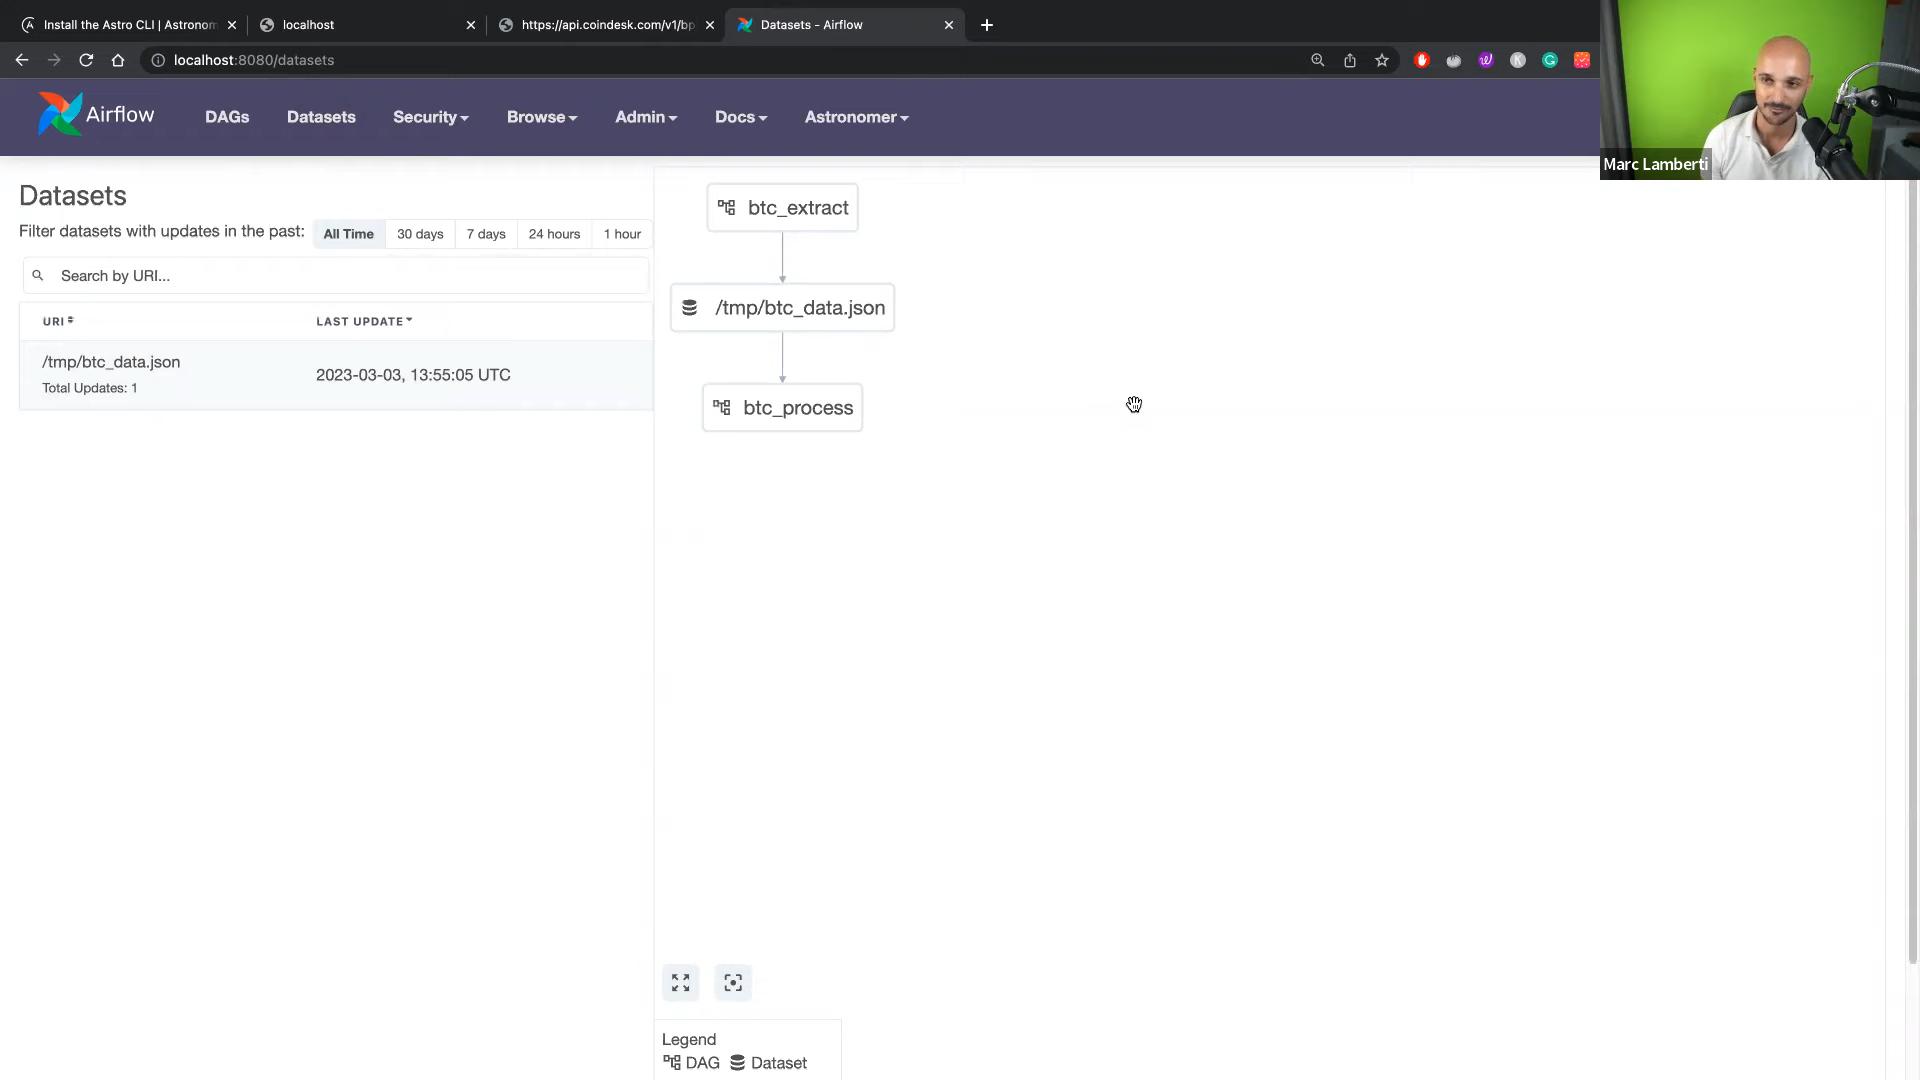 Install the Astro CLI | Astronom
localhost
https://api.coindesk.com/v1/bp
Datasets - Airflow
localhost:8080/datasets
Airflow
DAGs
Datasets
Security
Browse
Admin
Docs
Astronomer
Marc Lamberti
Datasets
Filter datasets with updates in the past:
All Time
30 days
7 days
24 hours
1 hour
Search by URI...
URI
LAST UPDATE
/tmp/btc_data.json
2023-03-03, 13:55:05 UTC
Total Updates: 1
btc_extract
/tmp/btc_data.json
btc_process
Legend
DAG
Dataset